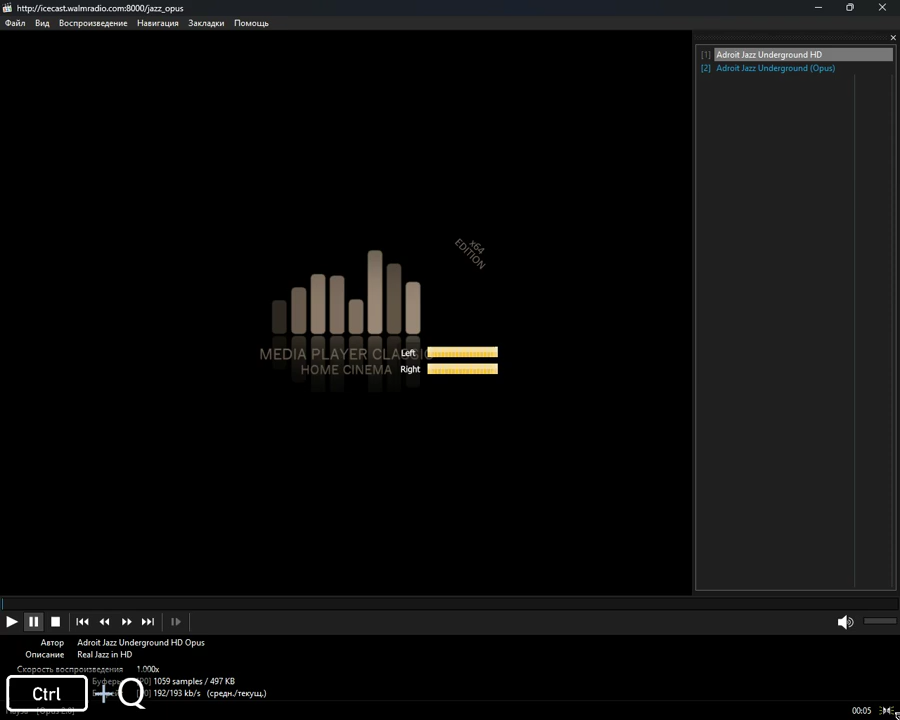 http://icecast.walmradio.com:8000/jazz_opus
Файл Вид Воспроизведение Навигация Закладки Помощь
[1] Adroit Jazz Underground HD
[2] Adroit Jazz Underground (Opus)
x64
EDITION
MEDIA PLAYER CLASSIC
HOME CINEMA
Left
Right
Автор Adroit Jazz Underground HD Opus
Описание Real Jazz in HD
Скорость воспроизведения 1.000x
1059 samples / 497 KB
192/193 kb/s (средн./текущ.)
Ctrl + Q
00:05